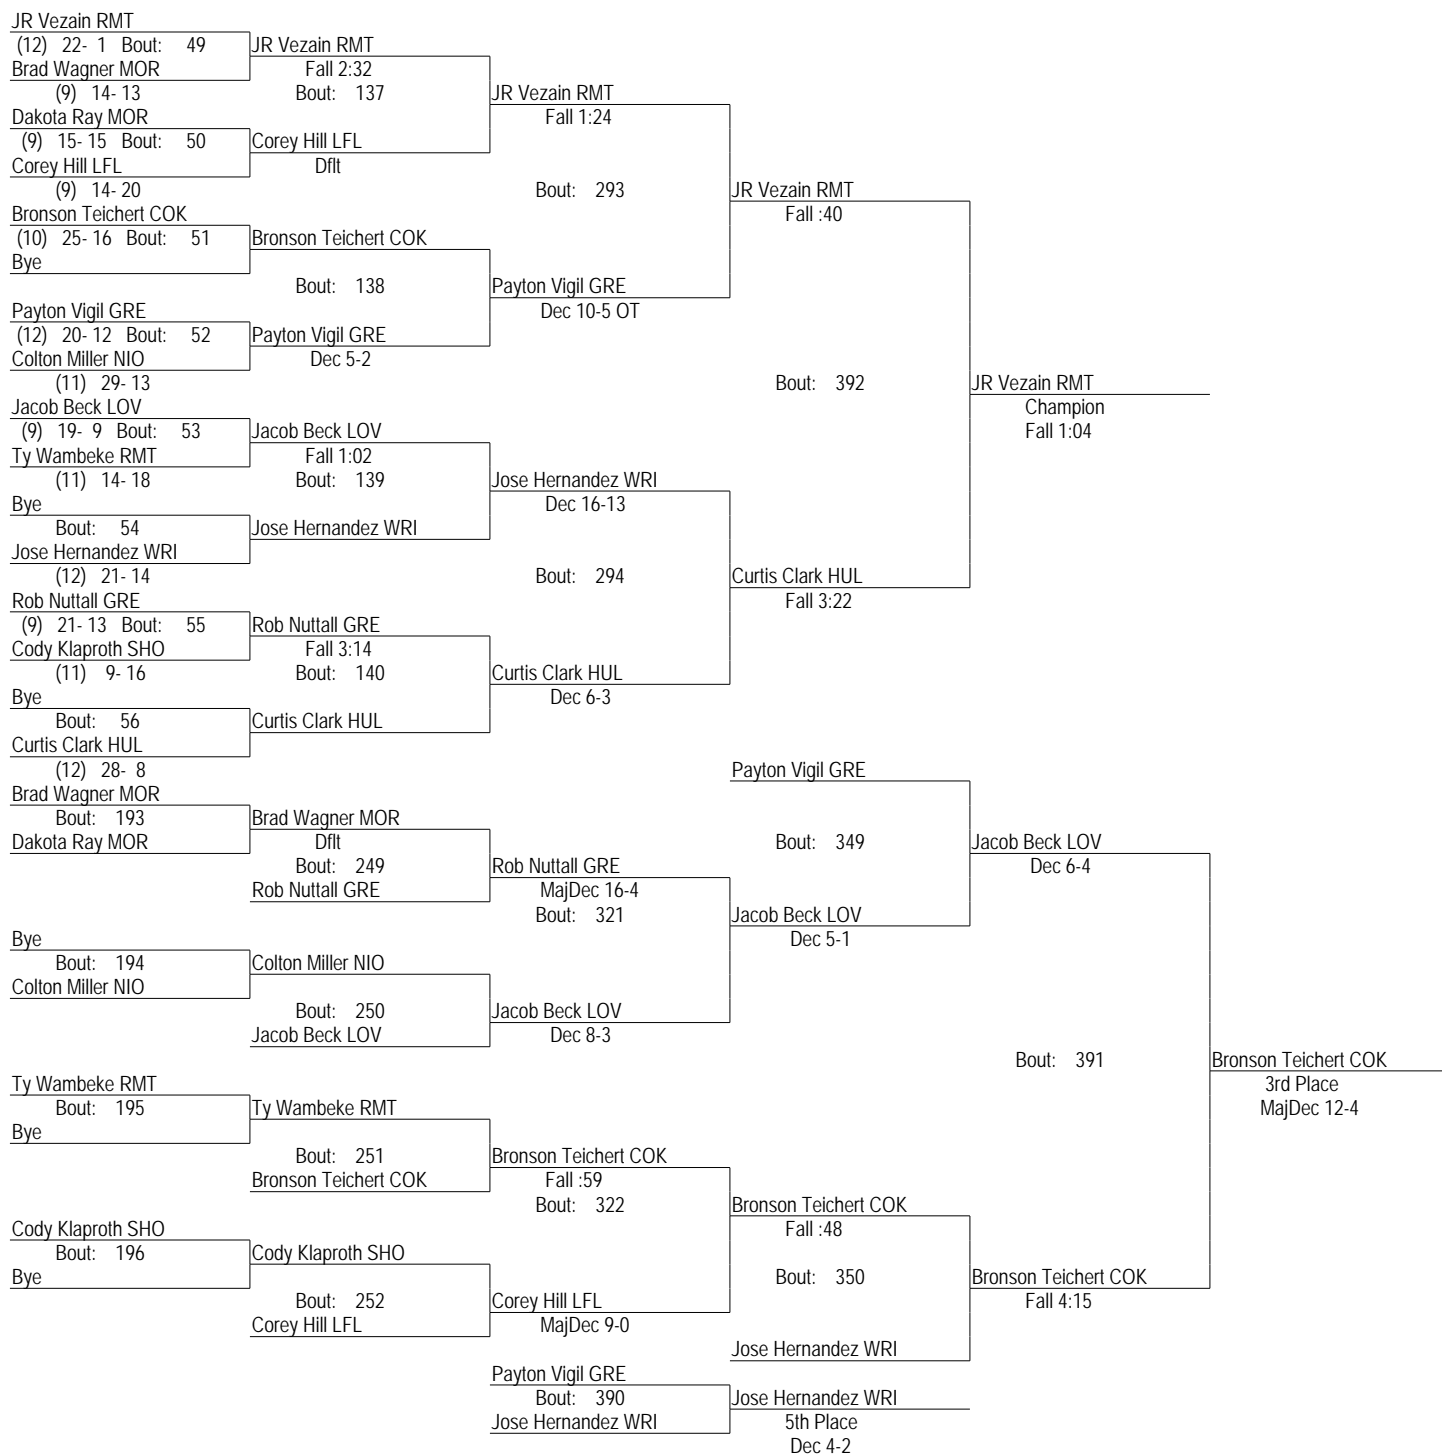 JR Vezain RMT
(12) 22- 1 Bout: 49
JR Vezain RMT
Brad Wagner MOR
Fall 2:32
(9) 14- 13
Bout: 137
JR Vezain RMT
Dakota Ray MOR
Fall 1:24
(9) 15- 15 Bout: 50
Corey Hill LFL
Corey Hill LFL
Dflt
(9) 14- 20
Bout: 293
JR Vezain RMT
Bronson Teichert COK
Fall :40
(10) 25- 16 Bout: 51
Bronson Teichert COK
Bye
Bout: 138
Payton Vigil GRE
Payton Vigil GRE
Dec 10-5 OT
(12) 20- 12 Bout: 52
Payton Vigil GRE
Colton Miller NIO
Dec 5-2
(11) 29- 13
Bout: 392
JR Vezain RMT
Jacob Beck LOV
Champion
(9) 19- 9 Bout: 53
Jacob Beck LOV
Fall 1:04
Ty Wambeke RMT
Fall 1:02
(11) 14- 18
Bout: 139
Jose Hernandez WRI
Bye
Dec 16-13
Bout: 54
Jose Hernandez WRI
Jose Hernandez WRI
(12) 21- 14
Bout: 294
Curtis Clark HUL
Rob Nuttall GRE
Fall 3:22
(9) 21- 13 Bout: 55
Rob Nuttall GRE
Cody Klaproth SHO
Fall 3:14
(11) 9- 16
Bout: 140
Curtis Clark HUL
Bye
Dec 6-3
Bout: 56
Curtis Clark HUL
Curtis Clark HUL
(12) 28- 8
Payton Vigil GRE
Brad Wagner MOR
Bout: 193
Brad Wagner MOR
Dakota Ray MOR
Dflt
Bout: 349
Jacob Beck LOV
Bout: 249
Rob Nuttall GRE
Dec 6-4
Rob Nuttall GRE
MajDec 16-4
Bout: 321
Jacob Beck LOV
Bye
Dec 5-1
Bout: 194
Colton Miller NIO
Colton Miller NIO
Bout: 250
Jacob Beck LOV
Jacob Beck LOV
Dec 8-3
Bout: 391
Bronson Teichert COK
Ty Wambeke RMT
3rd Place
Bout: 195
Ty Wambeke RMT
MajDec 12-4
Bye
Bout: 251
Bronson Teichert COK
Bronson Teichert COK
Fall :59
Bout: 322
Bronson Teichert COK
Cody Klaproth SHO
Fall :48
Bout: 196
Cody Klaproth SHO
Bye
Bout: 350
Bronson Teichert COK
Bout: 252
Corey Hill LFL
Fall 4:15
Corey Hill LFL
MajDec 9-0
Jose Hernandez WRI
Payton Vigil GRE
Bout: 390
Jose Hernandez WRI
Jose Hernandez WRI
5th Place
Dec 4-2